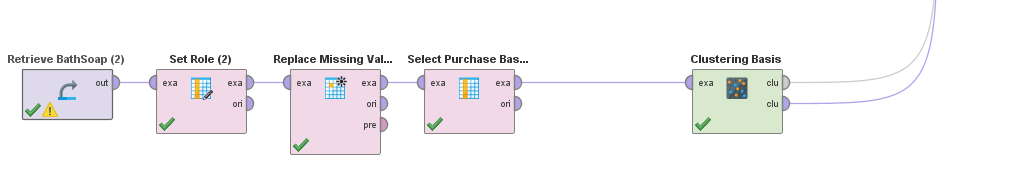 Retrieve BathSoap (2)
Set Role (2)
Replace Missing Val...
Select Purchase Bas...
Clustering Basis
out
exa
exa
exa
exa
exa
exa
exa
clu
ori
ori
ori
clu
pre